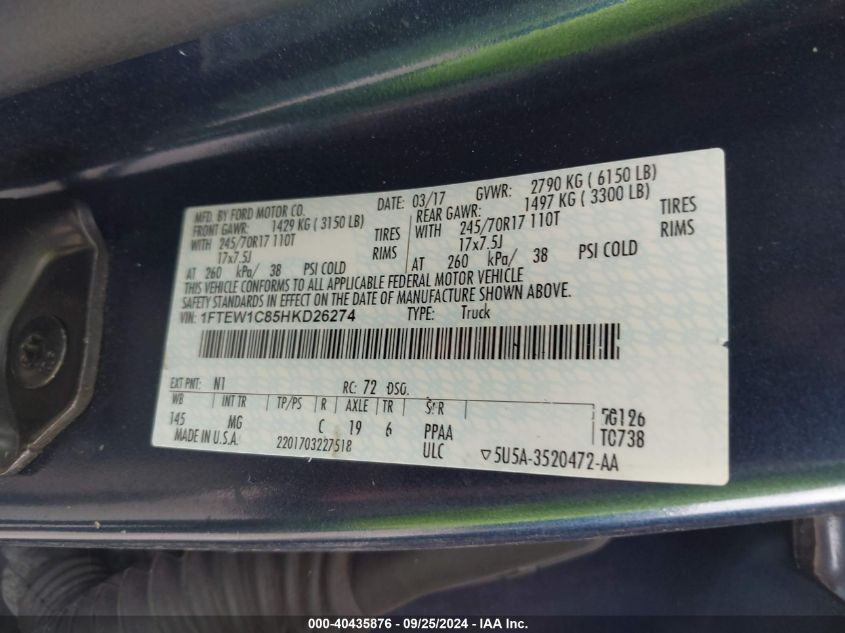 MFD. BY FORD MOTOR CO. DATE: 03/17 GVWR: 2790 KG ( 6150 LB)
FRONT GAWR: 1429 KG ( 3150 LB) REAR GAWR: 1497 KG ( 3300 LB)
WITH 245/70R17 110T TIRES WITH 245/70R17 110T TIRES
17x7.5J RIMS 17x7.5J RIMS
AT 260 kPa/ 38 PSI COLD AT 260 kPa/ 38 PSI COLD
THIS VEHICLE CONFORMS TO ALL APPLICABLE FEDERAL MOTOR VEHICLE
SAFETY STANDARDS IN EFFECT ON THE DATE OF MANUFACTURE SHOWN ABOVE.
VIN: 1FTEW1C85HKD26274 TYPE: Truck
EXT PNT: N1 RC: 72 DSO:
WB TP/PS R AXLE TR SPR
145 MG C 19 6 PPAA
MADE IN U.S.A. 2201703227518 ULC
7G126
TC738
▽5U5A-3520472-AA
000-40435876 - 09/25/2024 - IAA Inc.